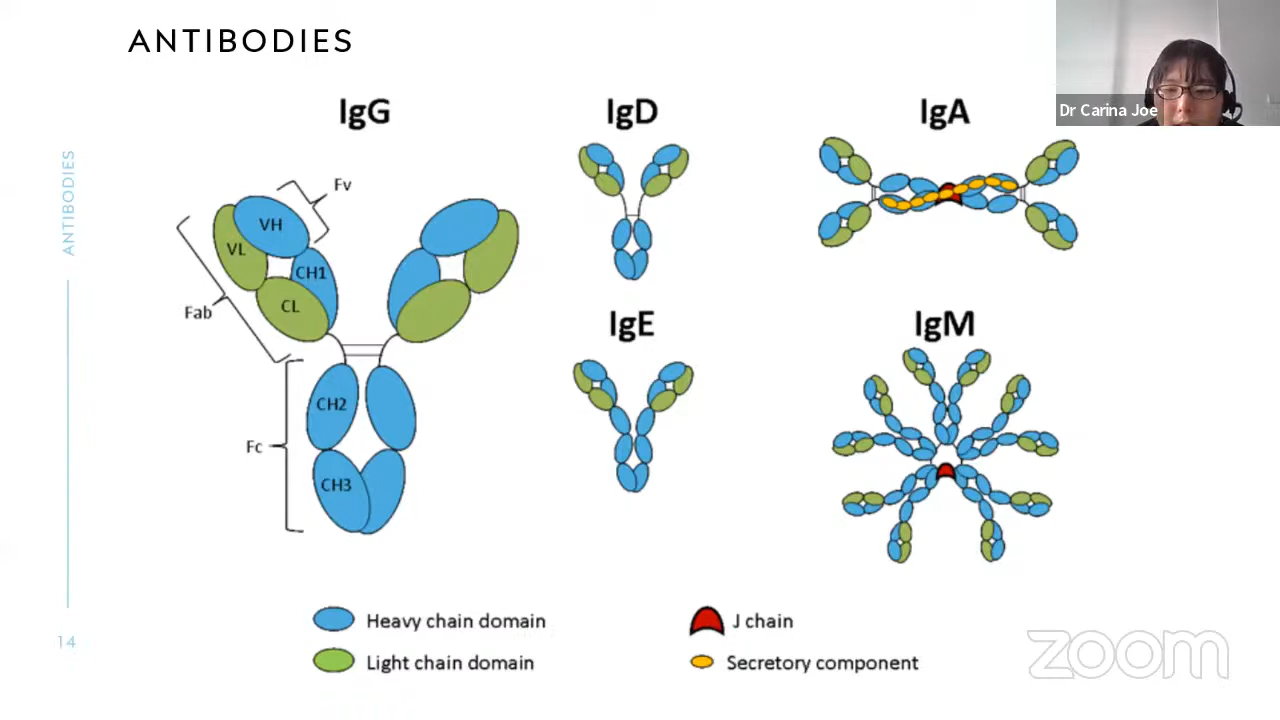 ANTIBODIES
Dr Carina Joe
ANTIBODIES
14
IgG
IgD
IgA
Fv
VH
VL
CH1
CL
Fab
CH2
Fc
CH3
IgE
IgM
Heavy chain domain
Light chain domain
J chain
Secretory component
zoom